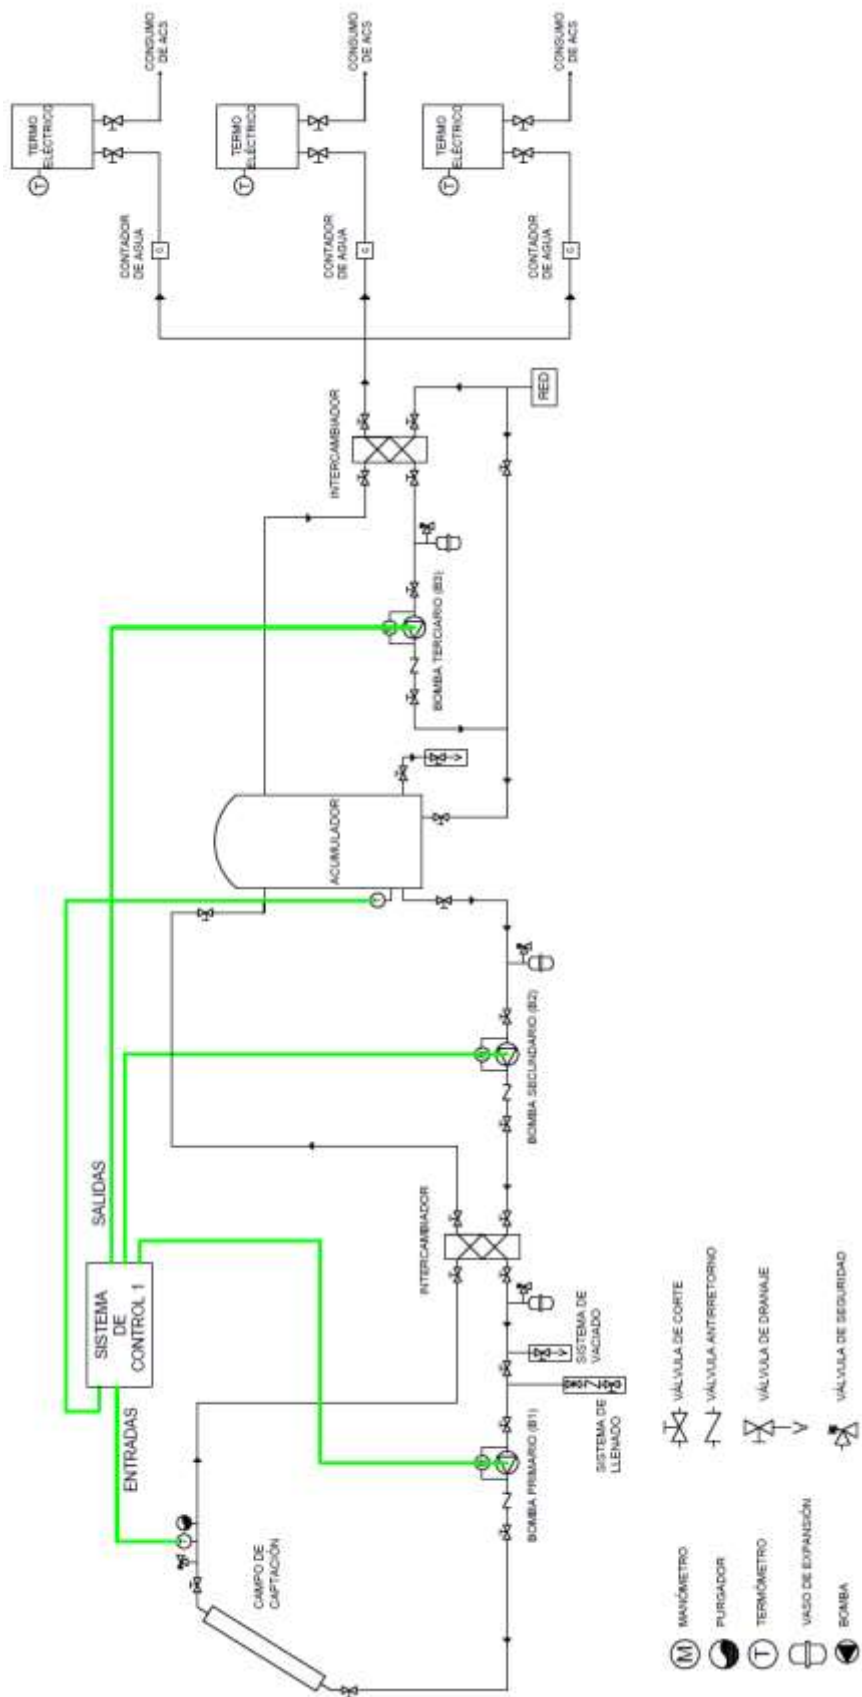 CONSUMO
DE ACS
CONSUMO
DE ACS
CONSUMO
DE ACS
TERMO
ELÉCTRICO
T
TERMO
ELÉCTRICO
T
TERMO
ELÉCTRICO
T
CONTADOR
DE AGUA
C
CONTADOR
DE AGUA
C
CONTADOR
DE AGUA
C
INTERCAMBIADOR
RED
BOMBA TERCIARIO (B3)
ACUMULADOR
T
BOMBA SECUNDARIO (B2)
SALIDAS
SISTEMA
DE
CONTROL 1
ENTRADAS
INTERCAMBIADOR
SISTEMA DE
VACIADO
SISTEMA DE
LLENADO
BOMBA PRIMARIO (B1)
T
CAMPO DE
CAPTACIÓN
M MANÓMETRO
PURGADOR
T TERMÓMETRO
VASO DE EXPANSIÓN
BOMBA
VÁLVULA DE CORTE
VÁLVULA ANTIRRETORNO
VÁLVULA DE DRANAJE
VÁLVULA DE SEGURIDAD